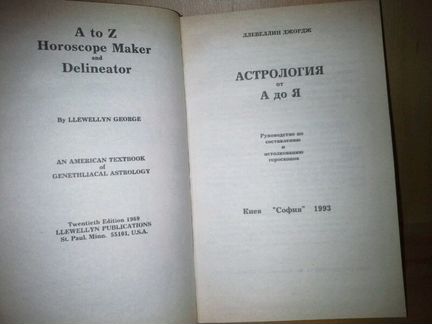 A to Z
Horoscope Maker
and
Delineator
By LLEWELLYN GEORGE
AN AMERICAN TEXTBOOK
of
GENETHLIACAL ASTROLOGY
Twentieth Edition 1969
LLEWELLYN PUBLICATIONS
St. Paul. Minn. 55101, U.S.A.
ЛЛЕВЕЛЛИН ДЖОРДЖ
АСТРОЛОГИЯ
от
А до Я
Руководство по
составлению
и
истолкованию
гороскопов
Киев "София" 1993